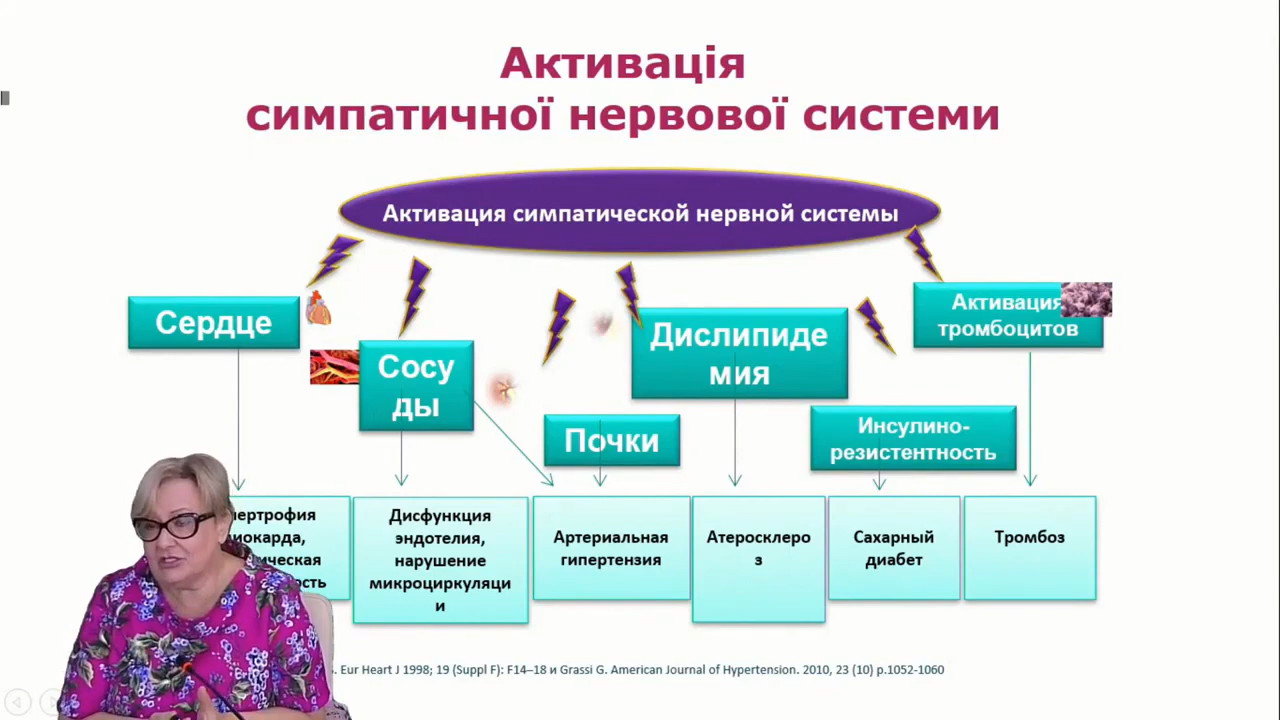 Активація
симпатичної нервової системи
Активация симпатической нервной системы
Сердце
Сосу
ды
Почки
Дислипиде
мия
Инсулино-
резистентность
Активация
тромбоцитов
Дисфункция
эндотелия,
нарушение
микроциркуляци
и
Артериальная
гипертензия
Атеросклеро
з
Сахарный
диабет
Тромбоз
Eur Heart J 1998; 19 (Suppl F): F14–18 и Grassi G. American Journal of Hypertension. 2010, 23 (10) p.1052-1060